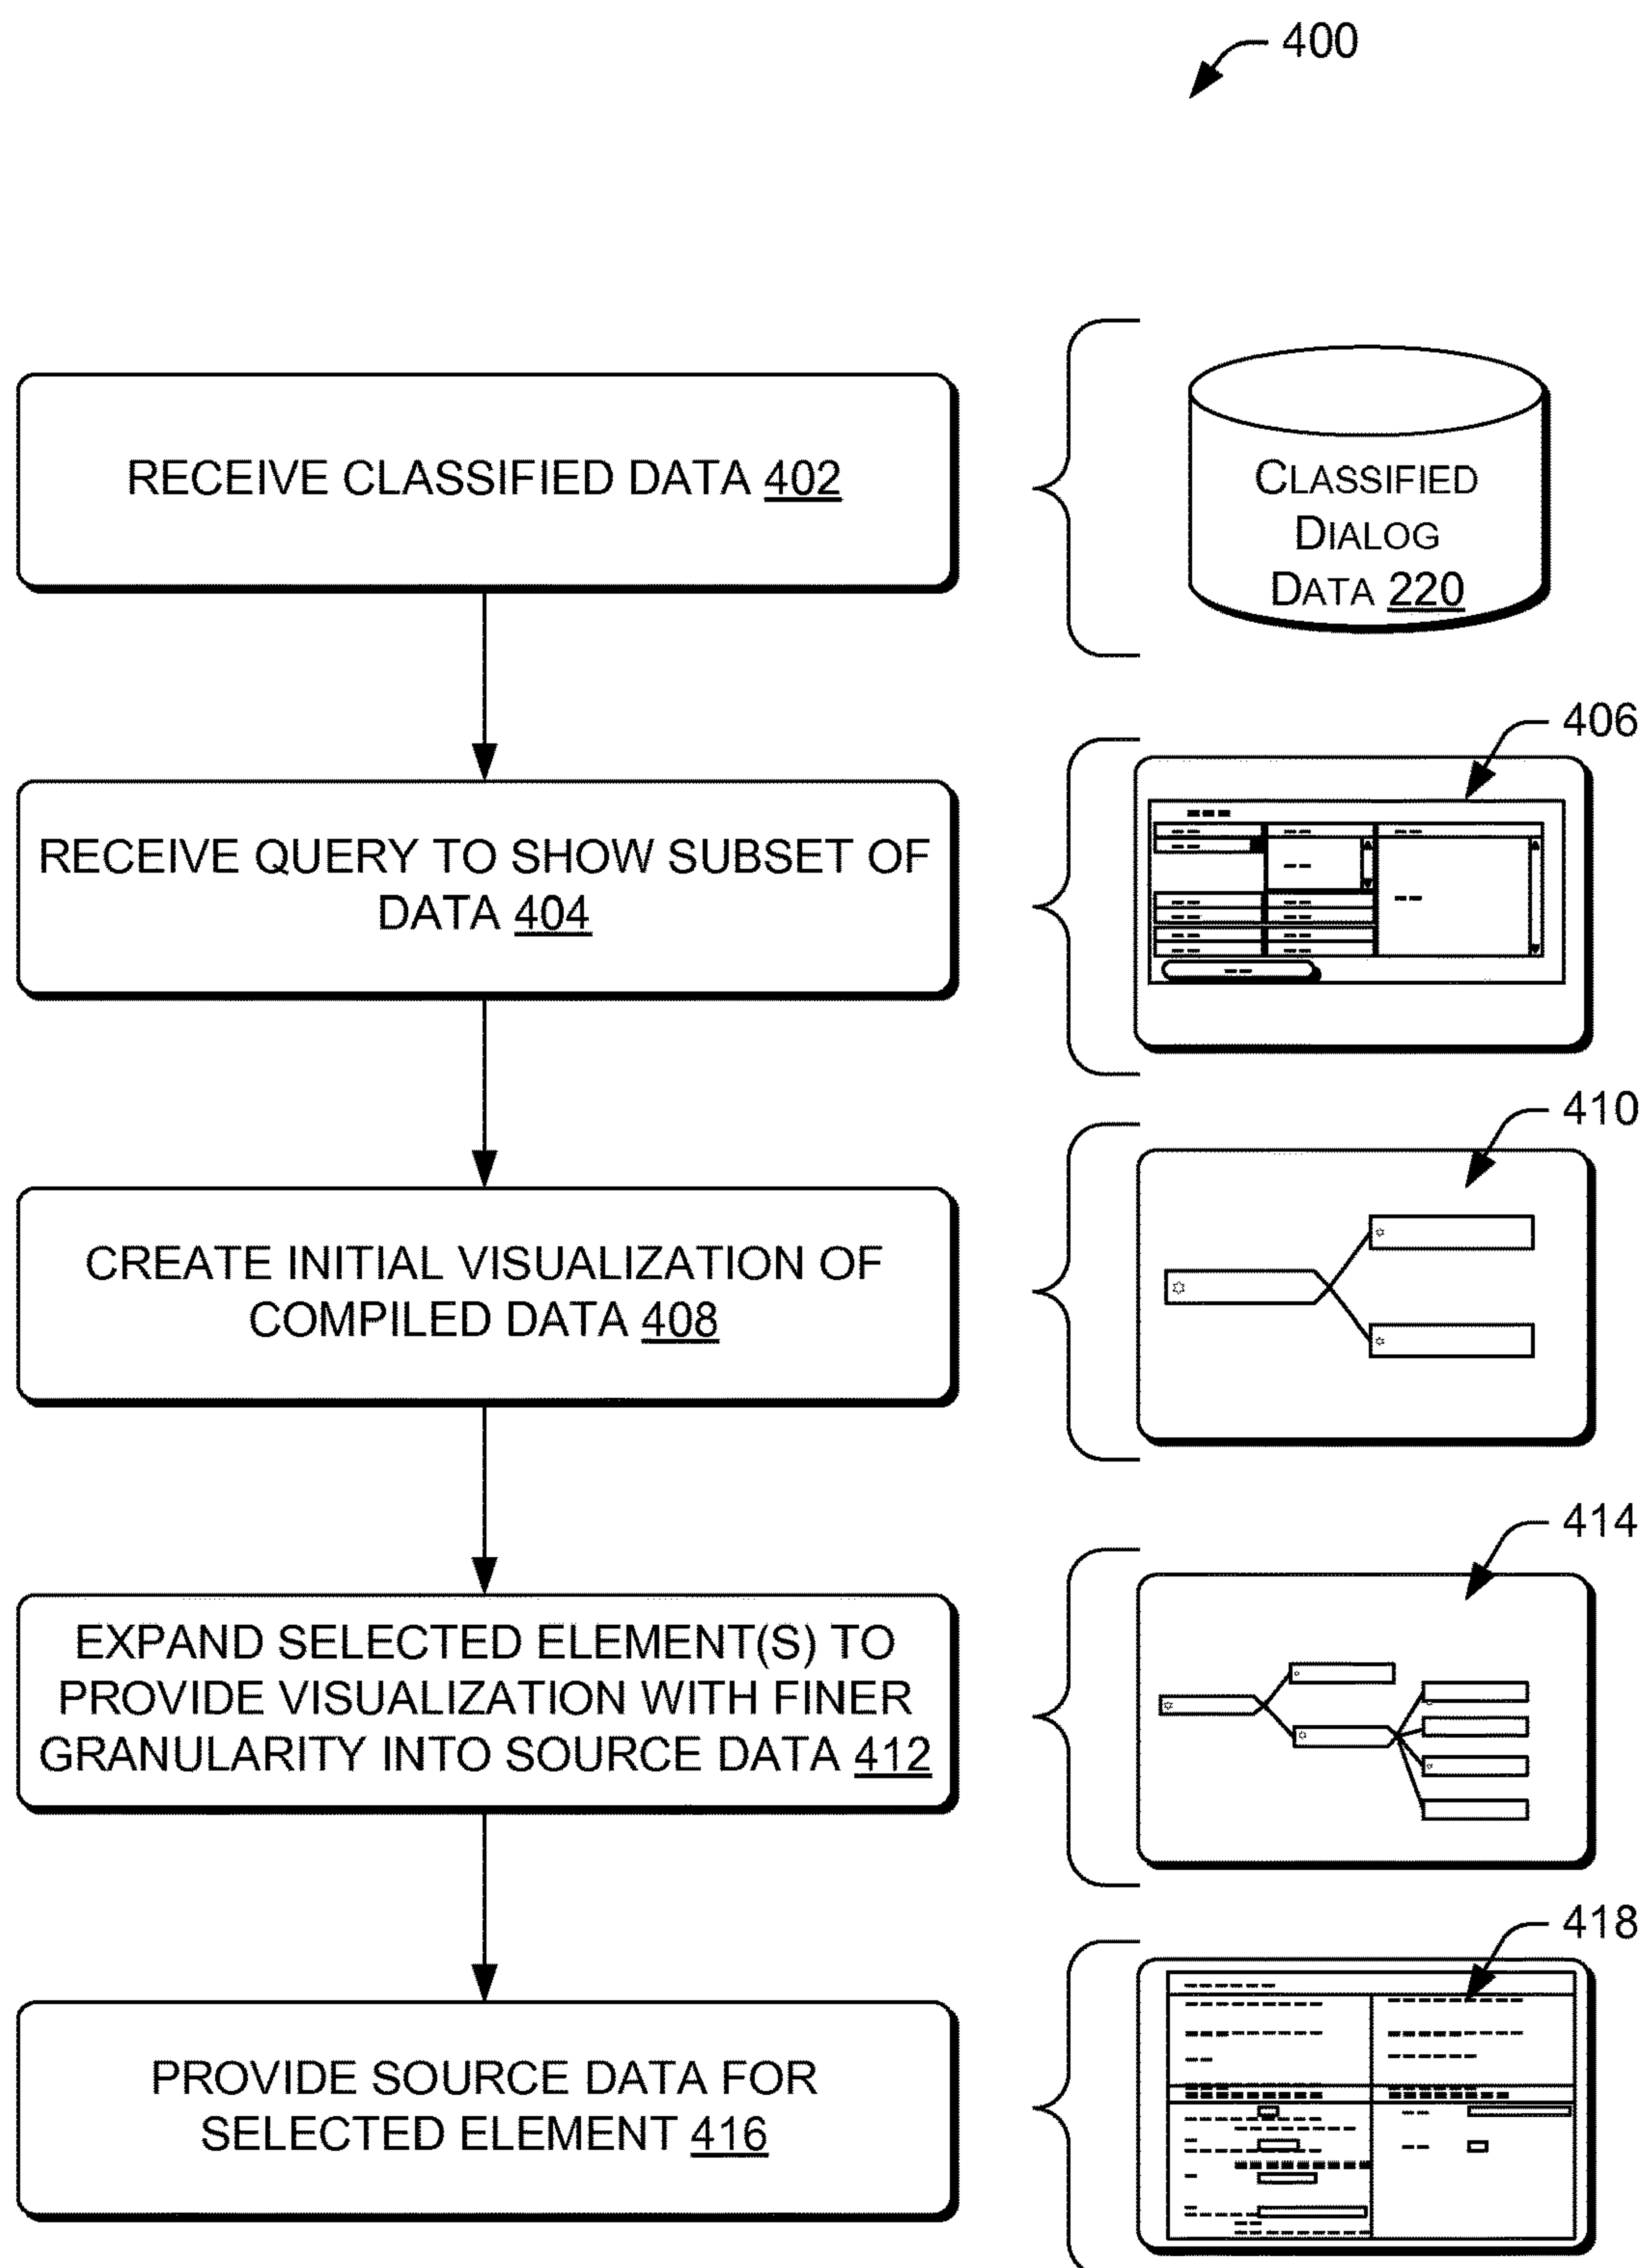 400
RECEIVE CLASSIFIED DATA 402
CLASSIFIED
DIALOG
DATA 220
406
RECEIVE QUERY TO SHOW SUBSET OF
DATA 404
410
CREATE INITIAL VISUALIZATION OF
COMPILED DATA 408
414
EXPAND SELECTED ELEMENT(S) TO
PROVIDE VISUALIZATION WITH FINER
GRANULARITY INTO SOURCE DATA 412
418
PROVIDE SOURCE DATA FOR
SELECTED ELEMENT 416